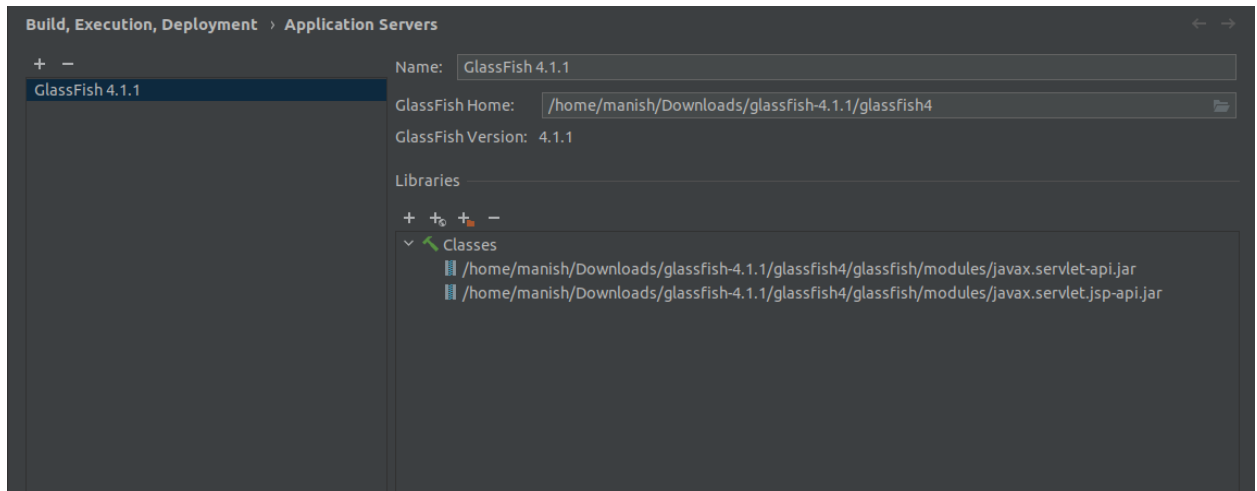 Build, Execution, Deployment › Application Servers
GlassFish 4.1.1
Name: GlassFish 4.1.1
GlassFish Home: /home/manish/Downloads/glassfish-4.1.1/glassfish4
GlassFish Version: 4.1.1
Libraries
Classes
/home/manish/Downloads/glassfish-4.1.1/glassfish4/glassfish/modules/javax.servlet-api.jar
/home/manish/Downloads/glassfish-4.1.1/glassfish4/glassfish/modules/javax.servlet.jsp-api.jar